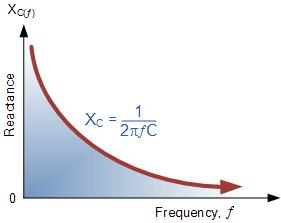 XC(f)
Reactance
XC = 1/2πfC
0
Frequency, f